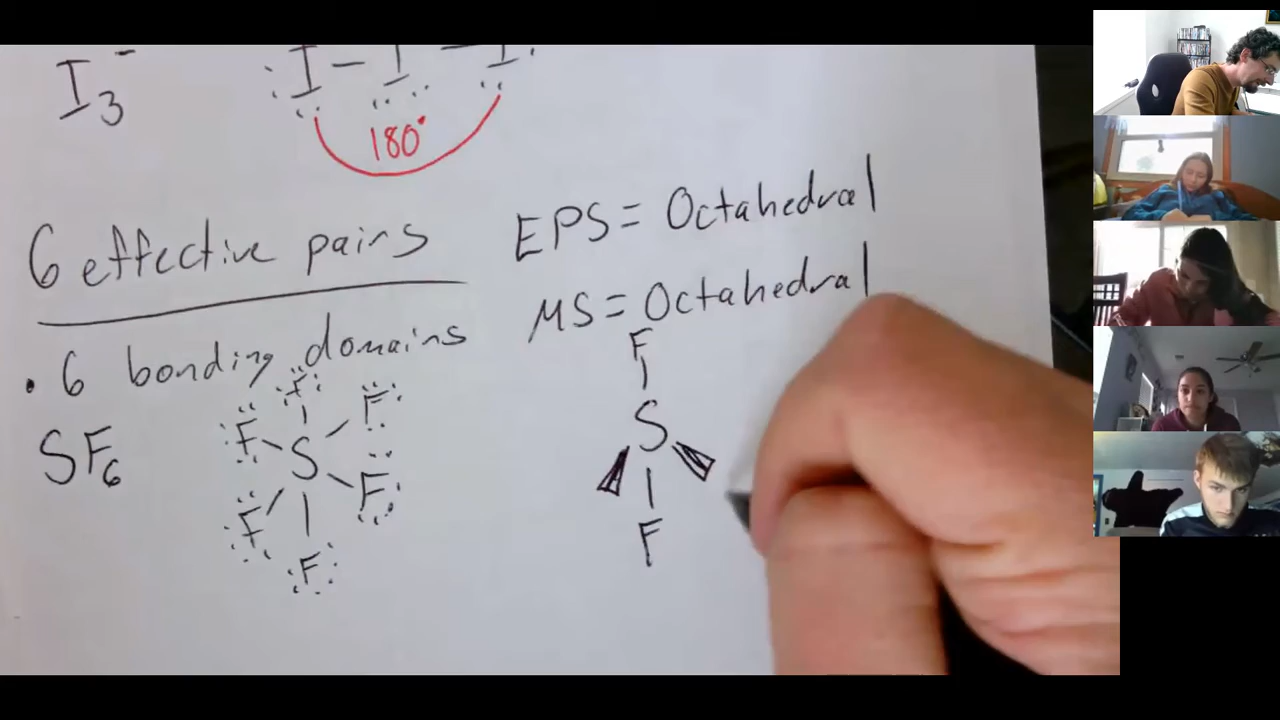 I3⁻
I – I – I
180°
6 effective pairs
EPS = Octahedral
MS = Octahedral
• 6 bonding domains
SF6
F
F F
S
F F
F
F
S
F